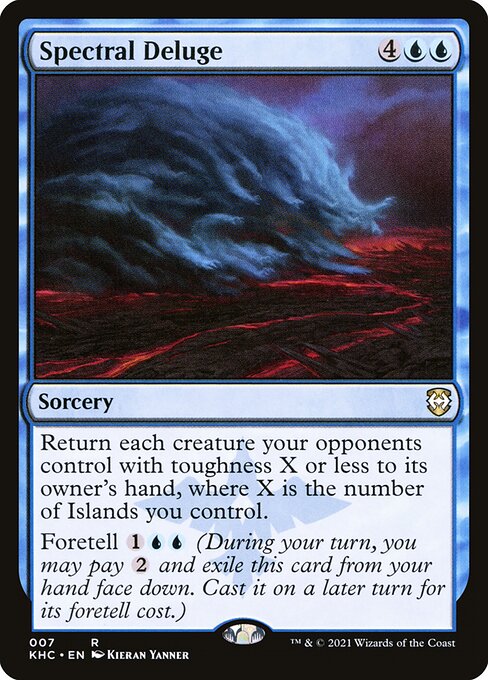 Spectral Deluge 4
Sorcery
Return each creature your opponents
control with toughness X or less to its
owner's hand, where X is the number
of Islands you control.
Foretell 1 (During your turn, you
may pay 2 and exile this card from your
hand face down. Cast it on a later turn for
its foretell cost.)
007 R
KHC • EN Kieran Yanner
™ & © 2021 Wizards of the Coast